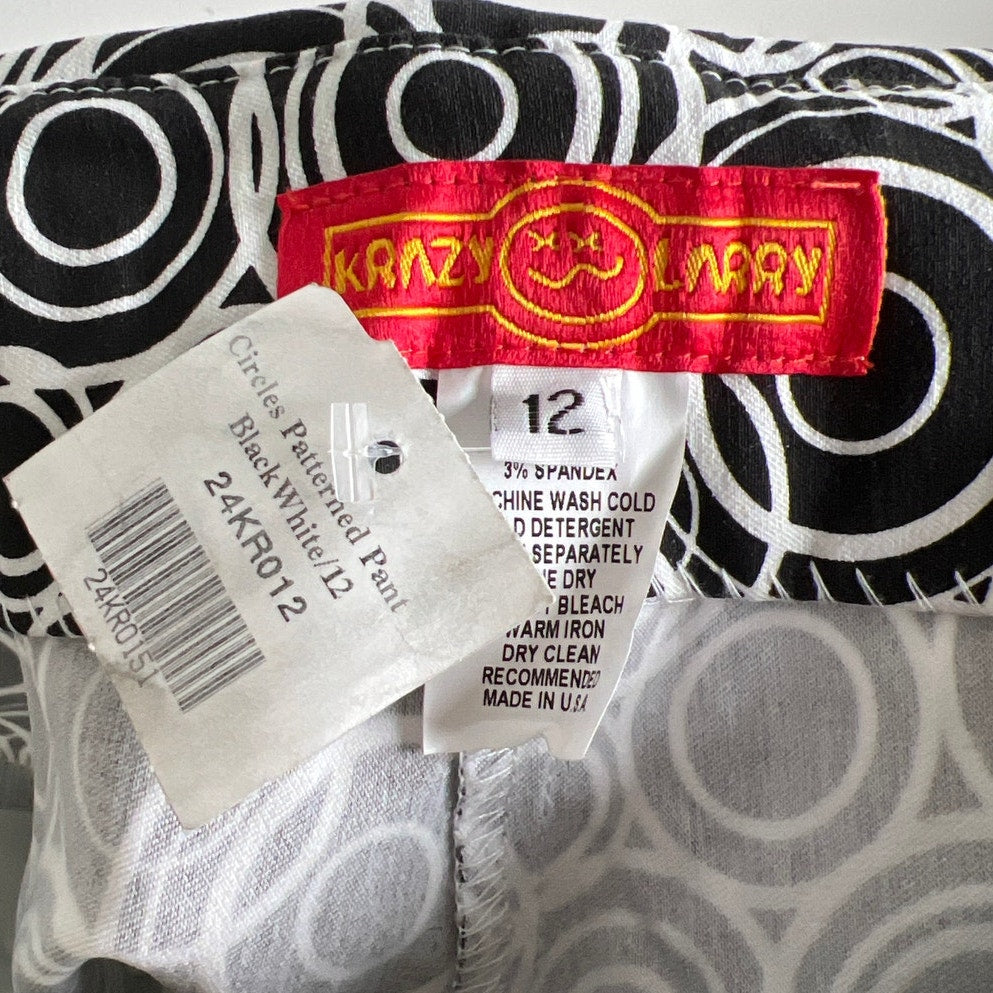 KRAZY LARRY
12
3% SPANDEX
CHINE WASH COLD
D DETERGENT
SEPARATELY
E DRY
T BLEACH
WARM IRON
DRY CLEAN
RECOMMENDED
MADE IN U.S.A
Circles Patterned Pant
BlackWhite/12
24KR012
24KR0151